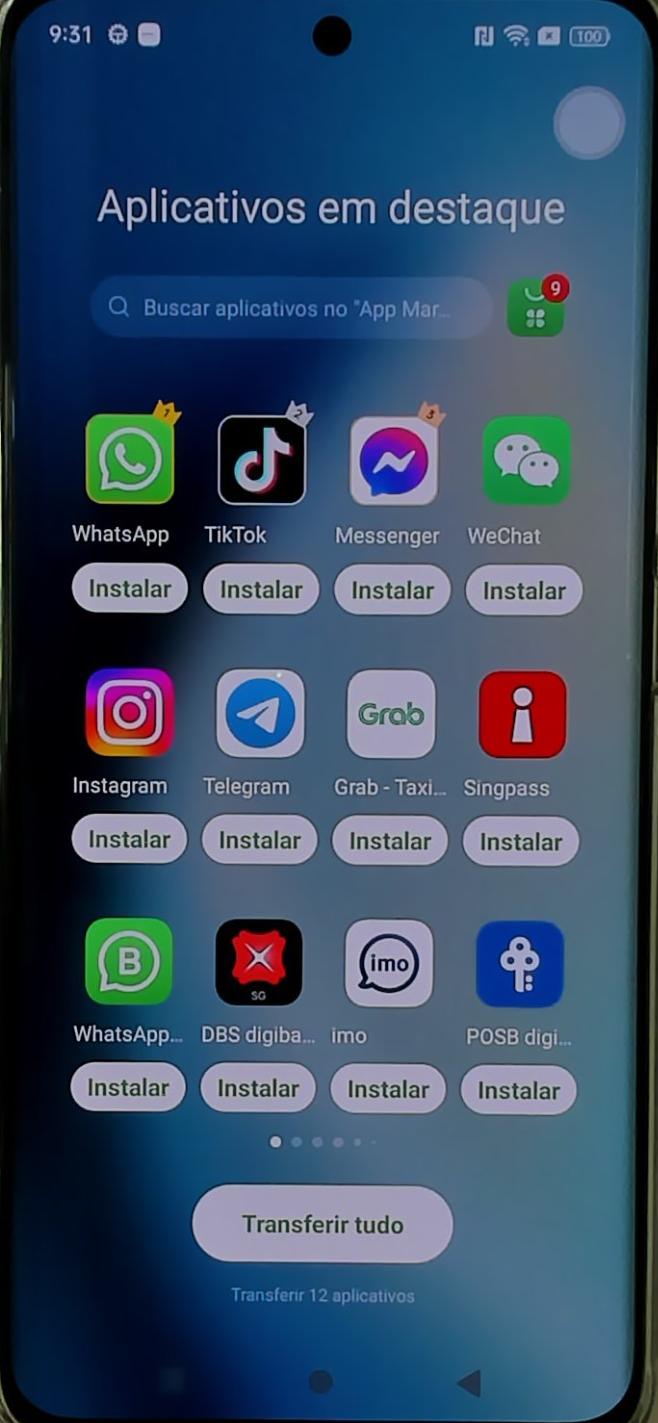 9:31
100
Aplicativos em destaque
Buscar aplicativos no "App Mar...
9
1 2 3
WhatsApp TikTok Messenger WeChat
Instalar Instalar Instalar Instalar
Grab
Instagram Telegram Grab - Taxi... Singpass
Instalar Instalar Instalar Instalar
B SG imo
WhatsApp... DBS digiba... imo POSB digi...
Instalar Instalar Instalar Instalar
Transferir tudo
Transferir 12 aplicativos